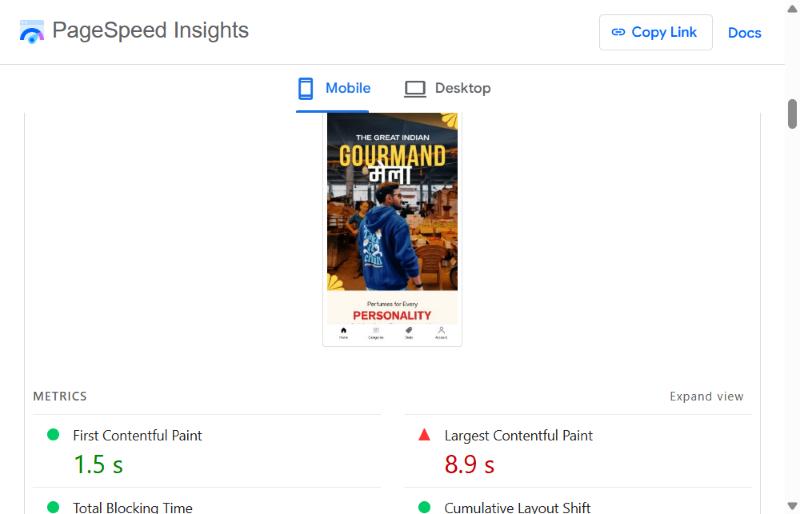 PageSpeed Insights
Copy Link
Docs
Mobile
Desktop
THE GREAT INDIAN
GOURMAND
मेला
Perfumes for Every
PERSONALITY
Home
Categories
Deals
Account
METRICS
Expand view
First Contentful Paint
1.5 s
Largest Contentful Paint
8.9 s
Total Blocking Time
Cumulative Layout Shift